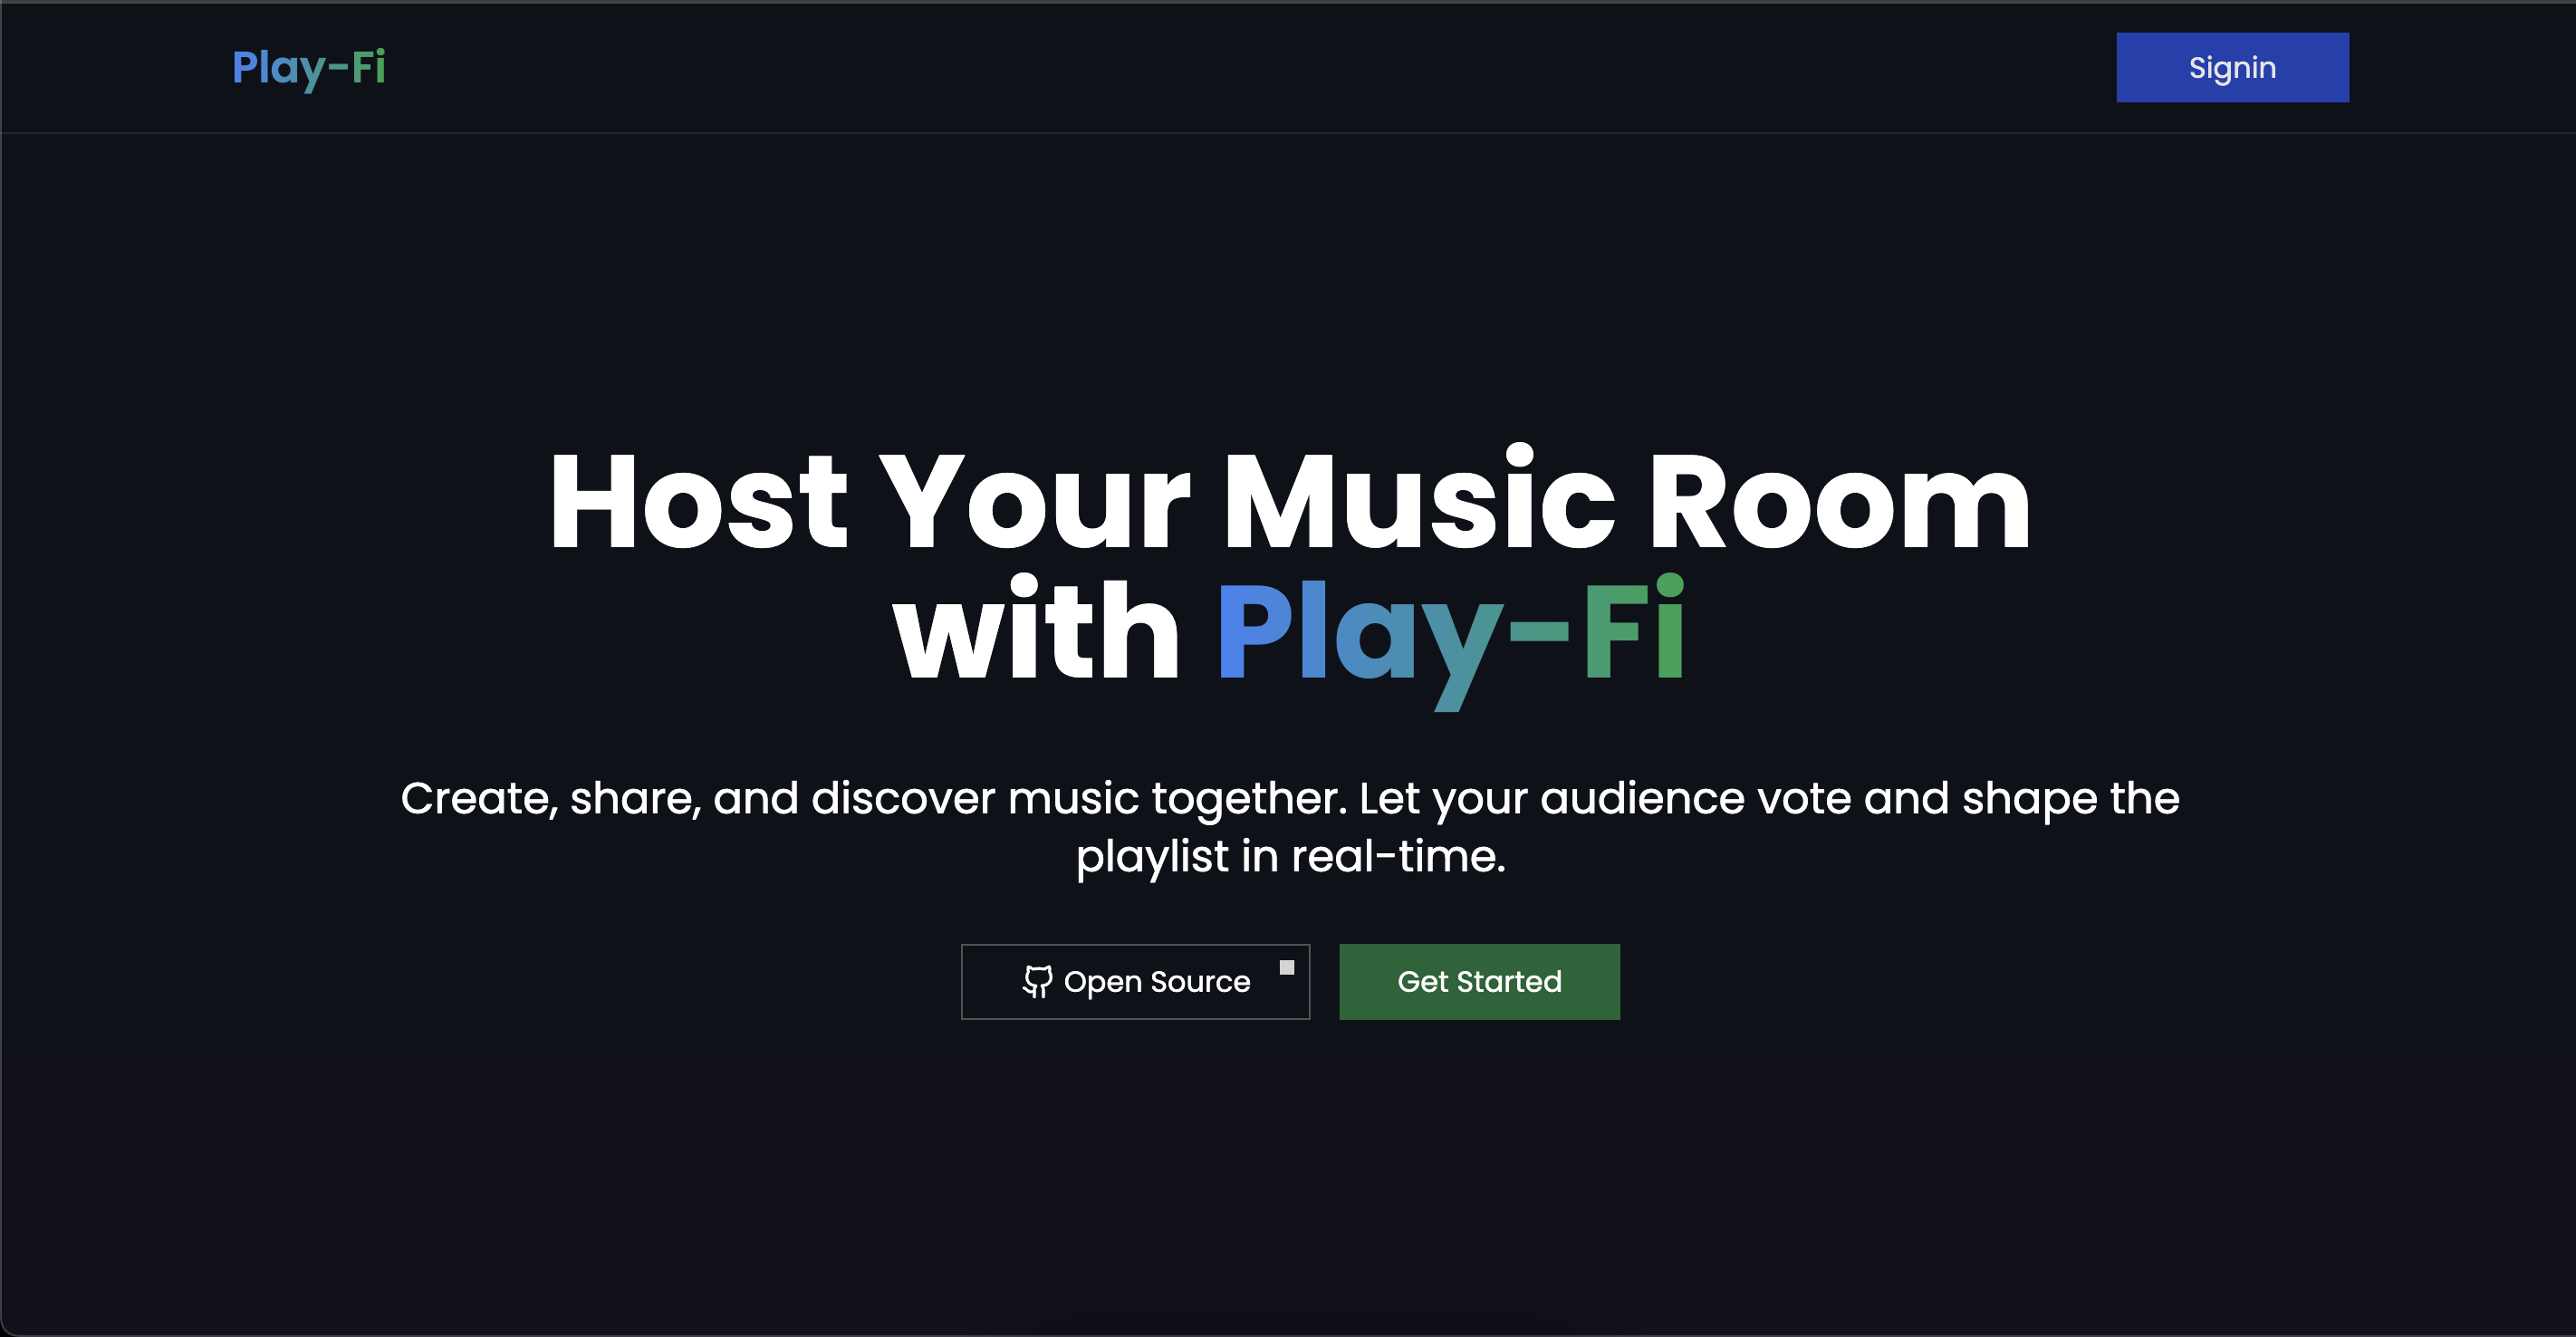 Play-Fi
Signin
Host Your Music Room
with Play-Fi
Create, share, and discover music together. Let your audience vote and shape the
playlist in real-time.
Open Source
Get Started